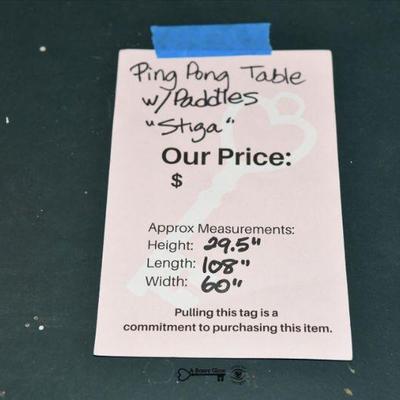 Ping Pong Table
w/Paddles
"Stiga"
Our Price:
$
Approx Measurements:
Height: 29.5"
Length: 108"
Width: 60"
Pulling this tag is a
commitment to purchasing this item.